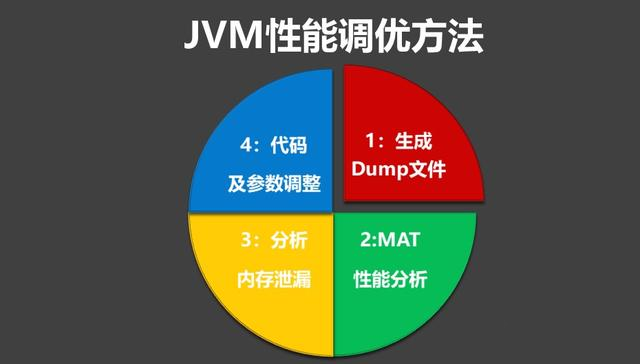 JVM性能调优方法
1：生成
Dump文件
2:MAT
性能分析
3：分析
内存泄漏
4：代码
及参数调整